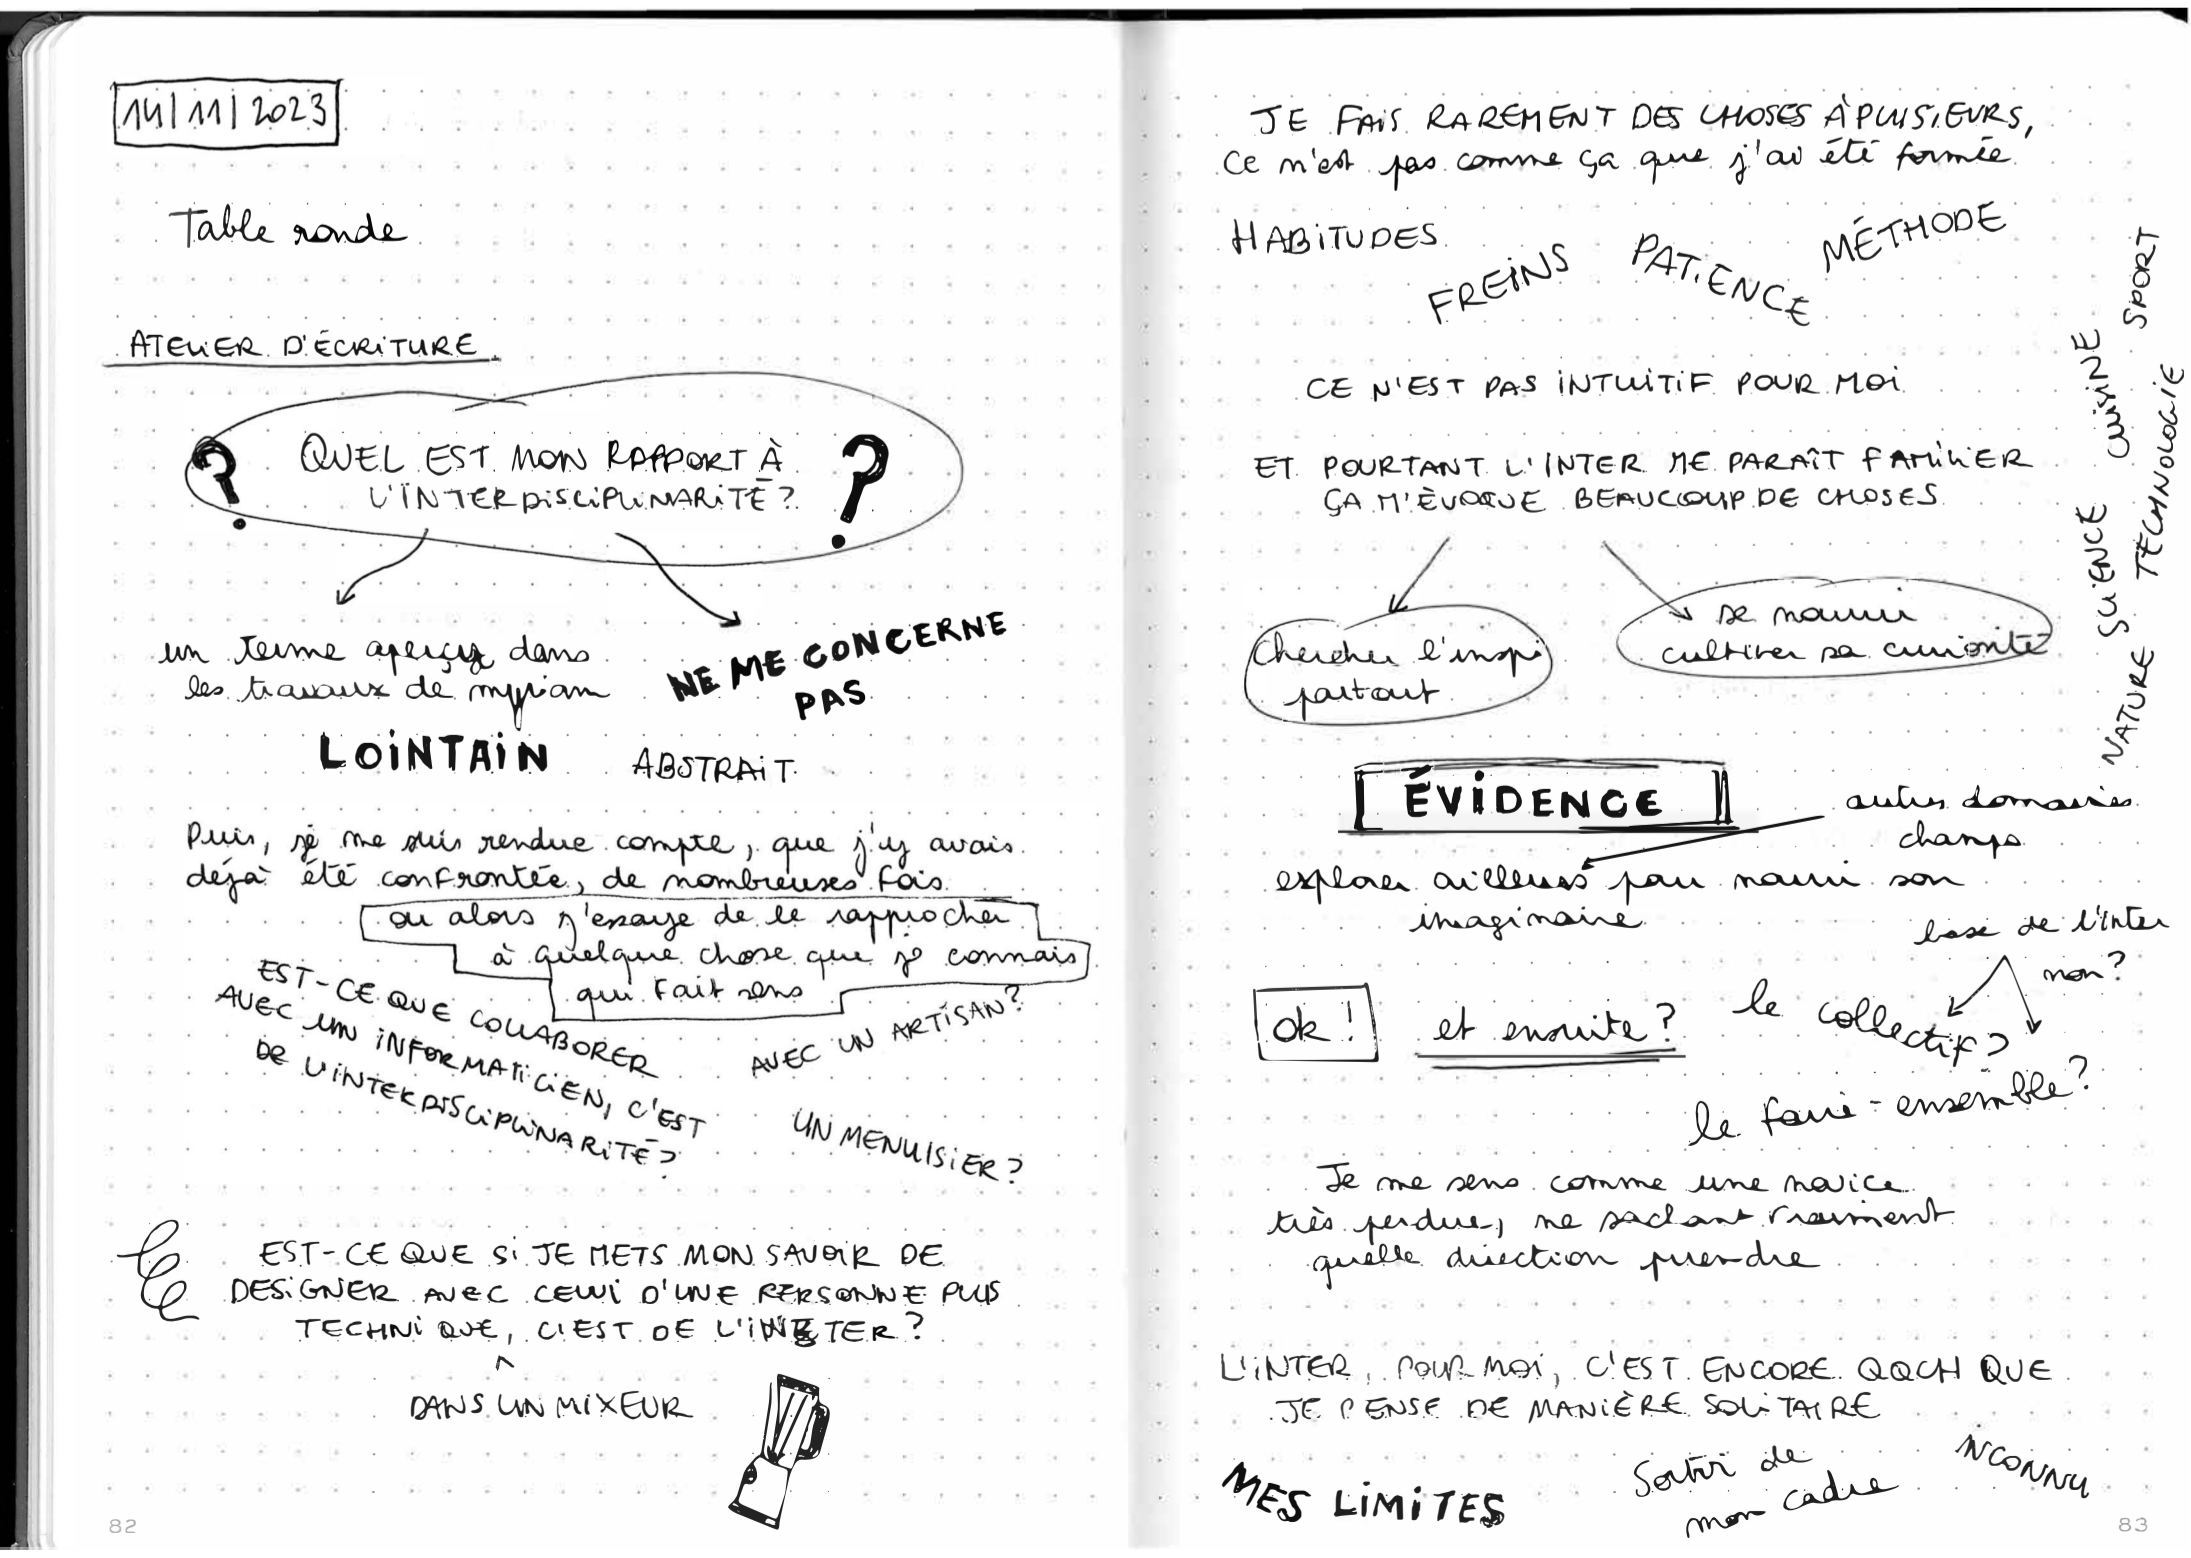 14/11/2023
Table ronde
ATELIER D'ÉCRITURE
? QUEL EST MON RAPPORT À ?
L'INTERDISCIPLINARITÉ ?
un terme aperçu dans
les travaux de myriam
NE ME CONCERNE
PAS
LOINTAIN
ABSTRAIT
Puis, je me suis rendue compte, que j'y avais
déjà été confrontée, de nombreuses fois
ou alors j'essaye de le rapprocher
à quelque chose que je connais
qui fait sens
EST-CE QUE COLLABORER
AVEC UN INFORMATICIEN, C'EST
DE L'INTERDISCIPLINARITÉ ?
AVEC UN ARTISAN ?
UN MENUISIER ?
EST-CE QUE SI JE METS MON SAVOIR DE
DESIGNER AVEC CELUI D'UNE PERSONNE PLUS
TECHNIQUE, C'EST DE L'INTER ?
^
DANS UN MIXEUR
82
JE FAIS RAREMENT DES CHOSES À PLUSIEURS,
Ce n'est pas comme ça que j'ai été formée
HABITUDES
FREINS
PATIENCE
MÉTHODE
CE N'EST PAS INTUITIF POUR MOI
ET POURTANT L'INTER ME PARAÎT FAMILIER
ÇA M'ÉVOQUE BEAUCOUP DE CHOSES
Chercher l'inspi
partout
se nourrir
cultiver sa curiosité
NATURE SCIENCE CUISINE
TECHNOLOGIE SPORT
ÉVIDENCE
autres domaines
champs
explorer ailleurs pour nourrir son
imaginaire
base de l'inter
non ?
ok !
et ensuite ?
le collectif ?
le faire-ensemble ?
Je me sens comme une novice
très perdue, ne sachant vraiment
quelle direction prendre
L'INTER, POUR MOI, C'EST ENCORE QQCH QUE
JE PENSE DE MANIÈRE SOLITAIRE
MES LIMITES
Sortir de
mon cadre
INCONNU
83